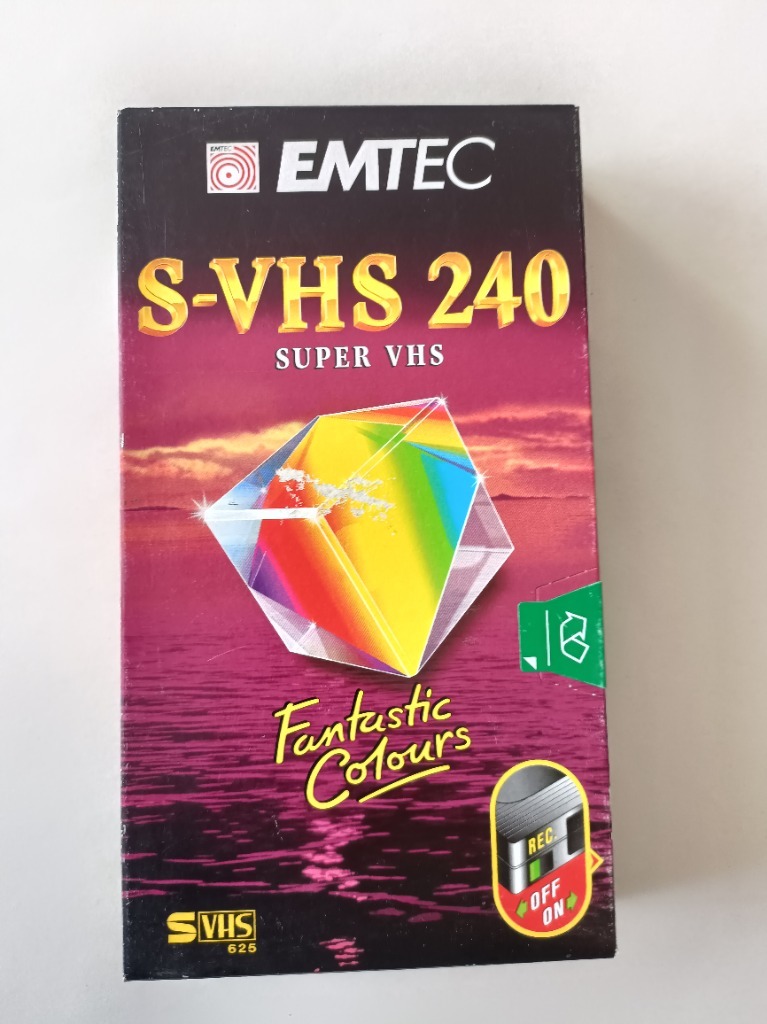 EMTEC
EMTEC
S-VHS 240
SUPER VHS
Fantastic
Colours
REC.
OFF
ON
S VHS
625